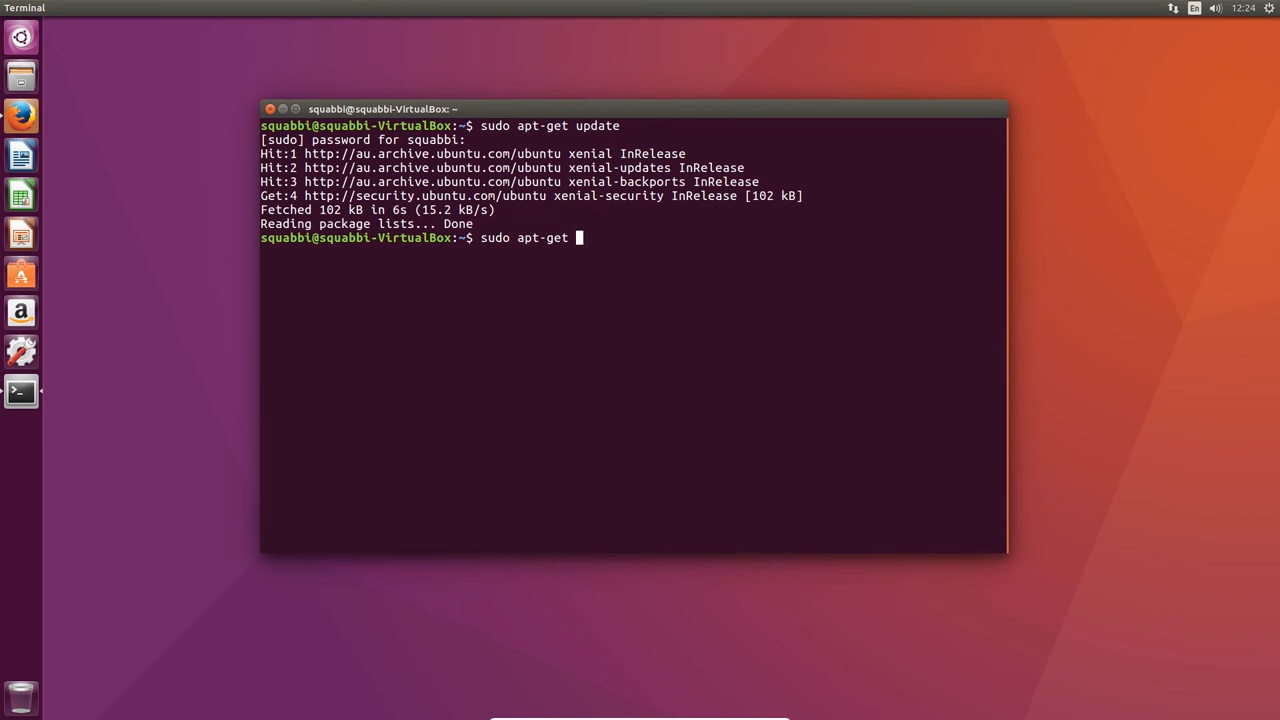 Terminal
En
12:24
squabbi@squabbi-VirtualBox: ~
squabbi@squabbi-VirtualBox:~$ sudo apt-get update
[sudo] password for squabbi:
Hit:1 http://au.archive.ubuntu.com/ubuntu xenial InRelease
Hit:2 http://au.archive.ubuntu.com/ubuntu xenial-updates InRelease
Hit:3 http://au.archive.ubuntu.com/ubuntu xenial-backports InRelease
Get:4 http://security.ubuntu.com/ubuntu xenial-security InRelease [102 kB]
Fetched 102 kB in 6s (15.2 kB/s)
Reading package lists... Done
squabbi@squabbi-VirtualBox:~$ sudo apt-get